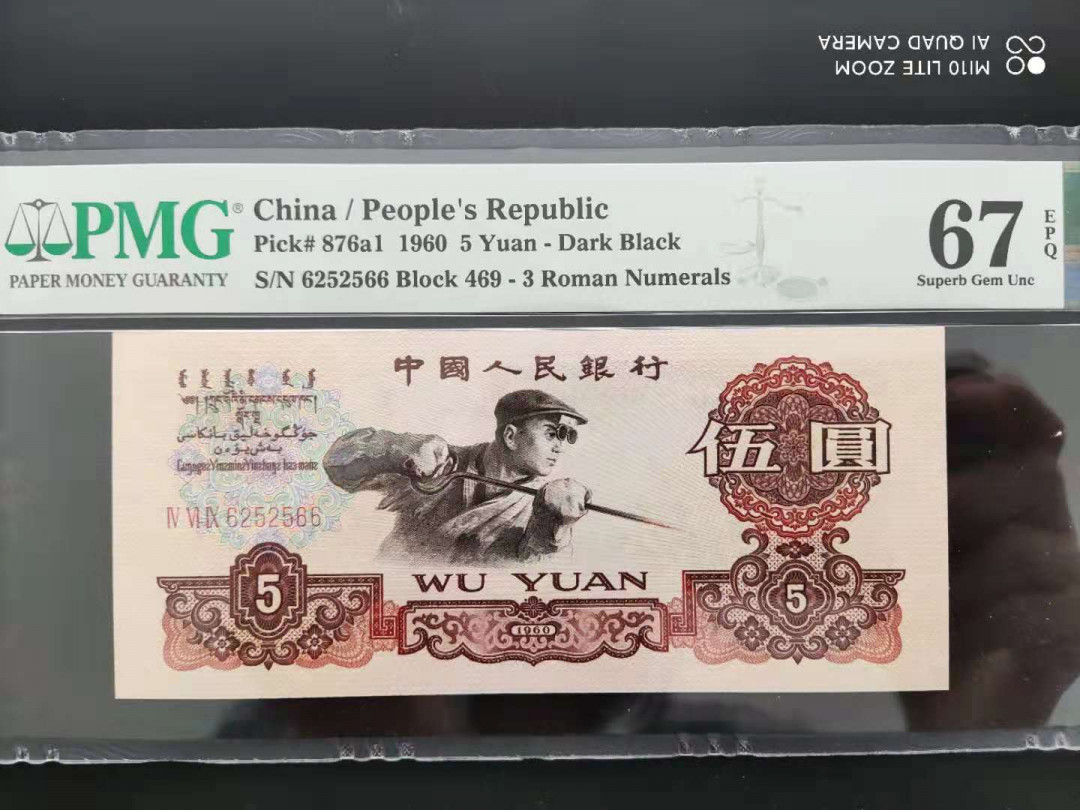 MI10 LITE ZOOM
AI QUAD CAMERA
PMG®
PAPER MONEY GUARANTY
China / People's Republic
Pick# 876a1 1960 5 Yuan - Dark Black
S/N 6252566 Block 469 - 3 Roman Numerals
67
EPQ
Superb Gem Unc
中國人民銀行
伍圓
Ⅳ Ⅵ Ⅸ 6252566
WU YUAN
5
1960
5